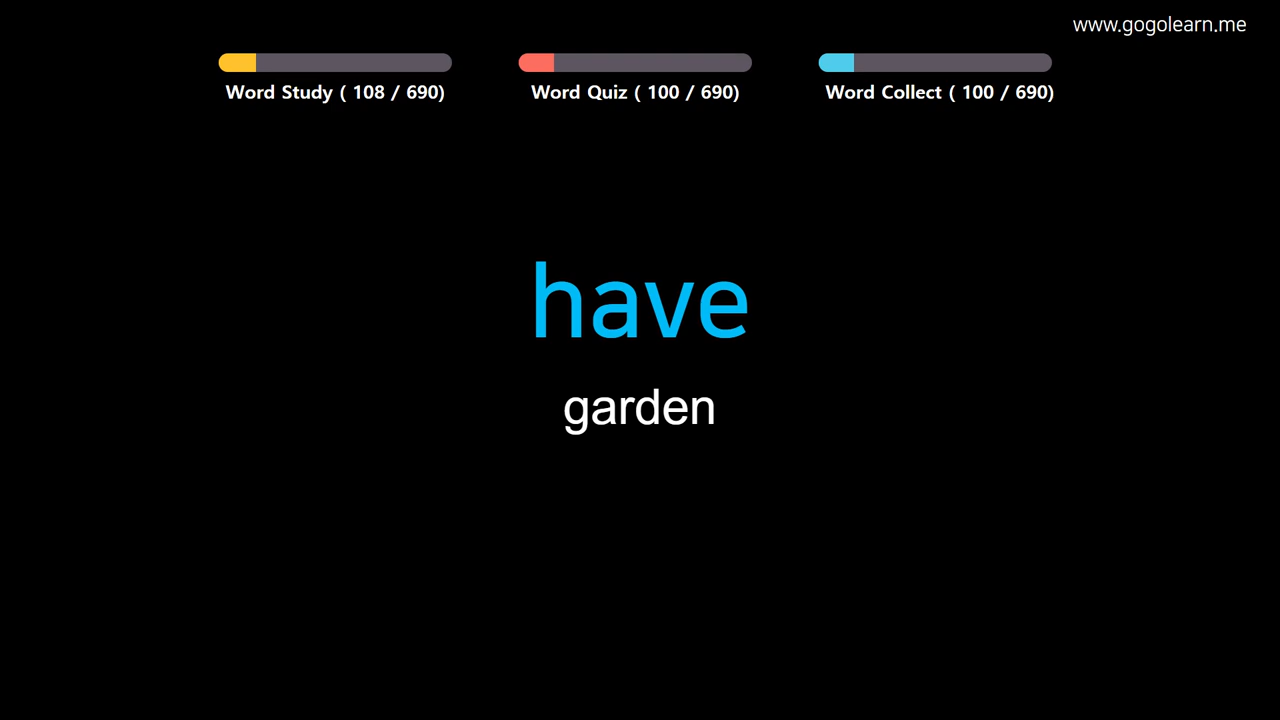 www.gogolearn.me
Word Study ( 108 / 690)
Word Quiz ( 100 / 690)
Word Collect ( 100 / 690)
have
garden